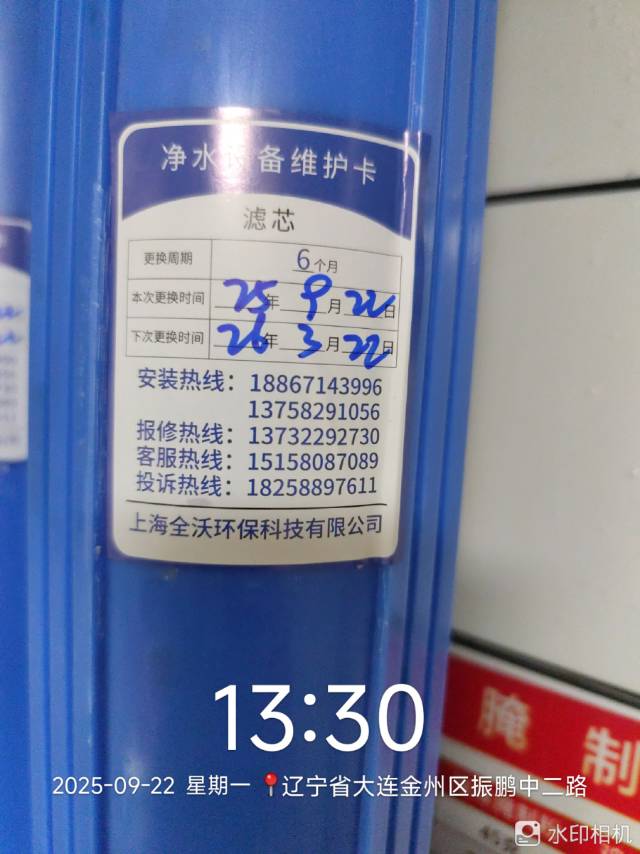 净水设备维护卡
滤芯
更换周期 6个月
本次更换时间 25年 9月 22日
下次更换时间 26年 3月 22日
安装热线：18867143996
13758291056
报修热线：13732292730
客服热线：15158087089
投诉热线：18258897611
上海全沃环保科技有限公司
腌制
13:30
2025-09-22 星期一 📍辽宁省大连金州区振鹏中二路
水印相机